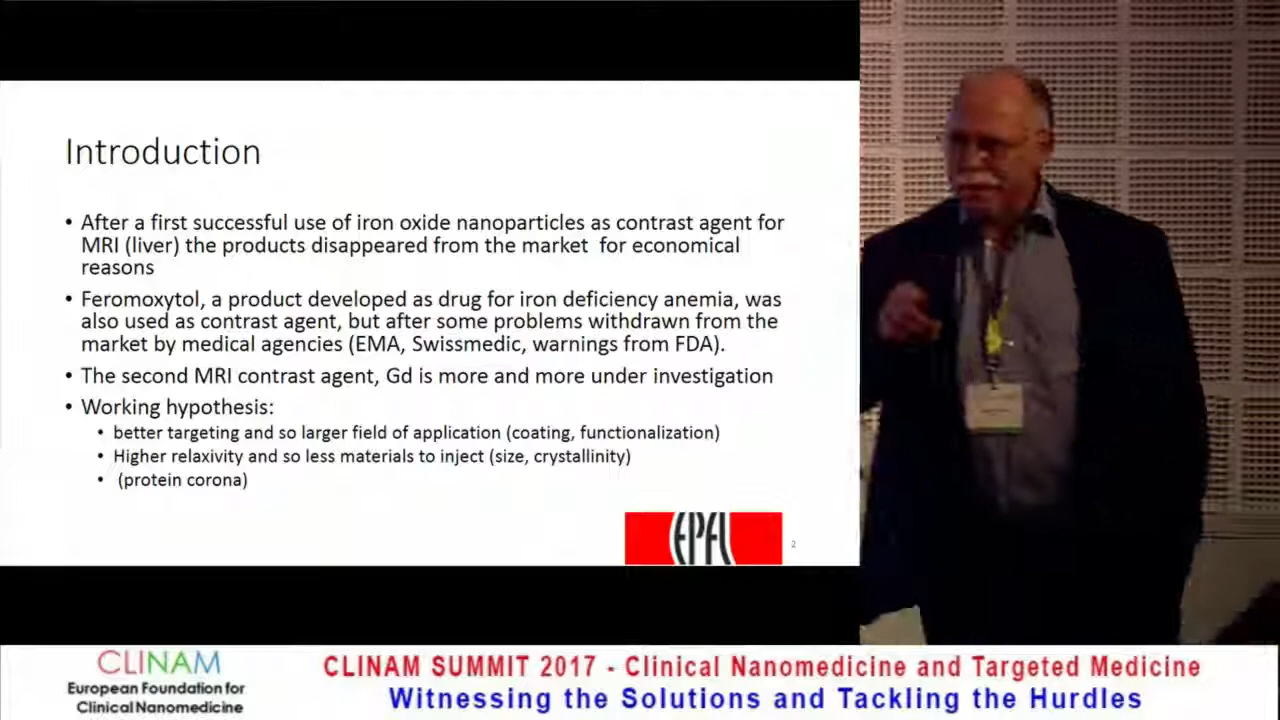 Introduction
• After a first successful use of iron oxide nanoparticles as contrast agent for
MRI (liver) the products disappeared from the market for economical
reasons
• Feromoxytol, a product developed as drug for iron deficiency anemia, was
also used as contrast agent, but after some problems withdrawn from the
market by medical agencies (EMA, Swissmedic, warnings from FDA).
• The second MRI contrast agent, Gd is more and more under investigation
• Working hypothesis:
• better targeting and so larger field of application (coating, functionalization)
• Higher relaxivity and so less materials to inject (size, crystallinity)
• (protein corona)
EPFL
2
CLINAM
European Foundation for
Clinical Nanomedicine
CLINAM SUMMIT 2017 - Clinical Nanomedicine and Targeted Medicine
Witnessing the Solutions and Tackling the Hurdles